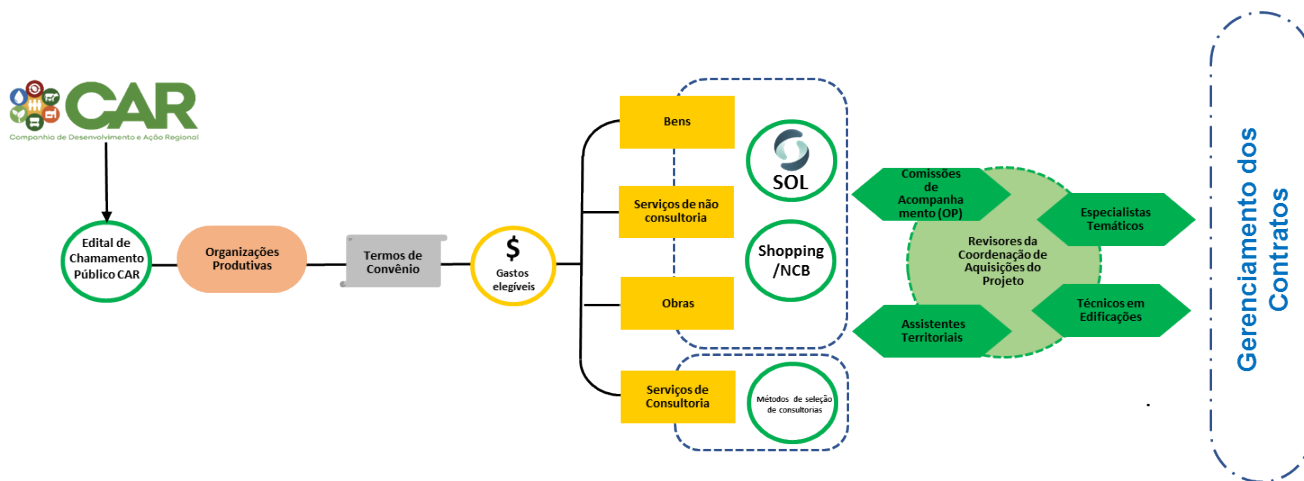 CAR
Companhia de Desenvolvimento e Ação Regional
Edital de
Chamamento
Público CAR
Organizações
Produtivas
Termos de
Convênio
$
Gastos
elegíveis
Bens
Serviços de não
consultoria
Obras
Serviços de
Consultoria
SOL
Shopping
/NCB
Métodos de seleção
de consultorias
Comissões
de
Acompanha
mento (OP)
Especialistas
Temáticos
Revisores da
Coordenação de
Aquisições do
Projeto
Assistentes
Territoriais
Técnicos em
Edificações
Gerenciamento dos
Contratos